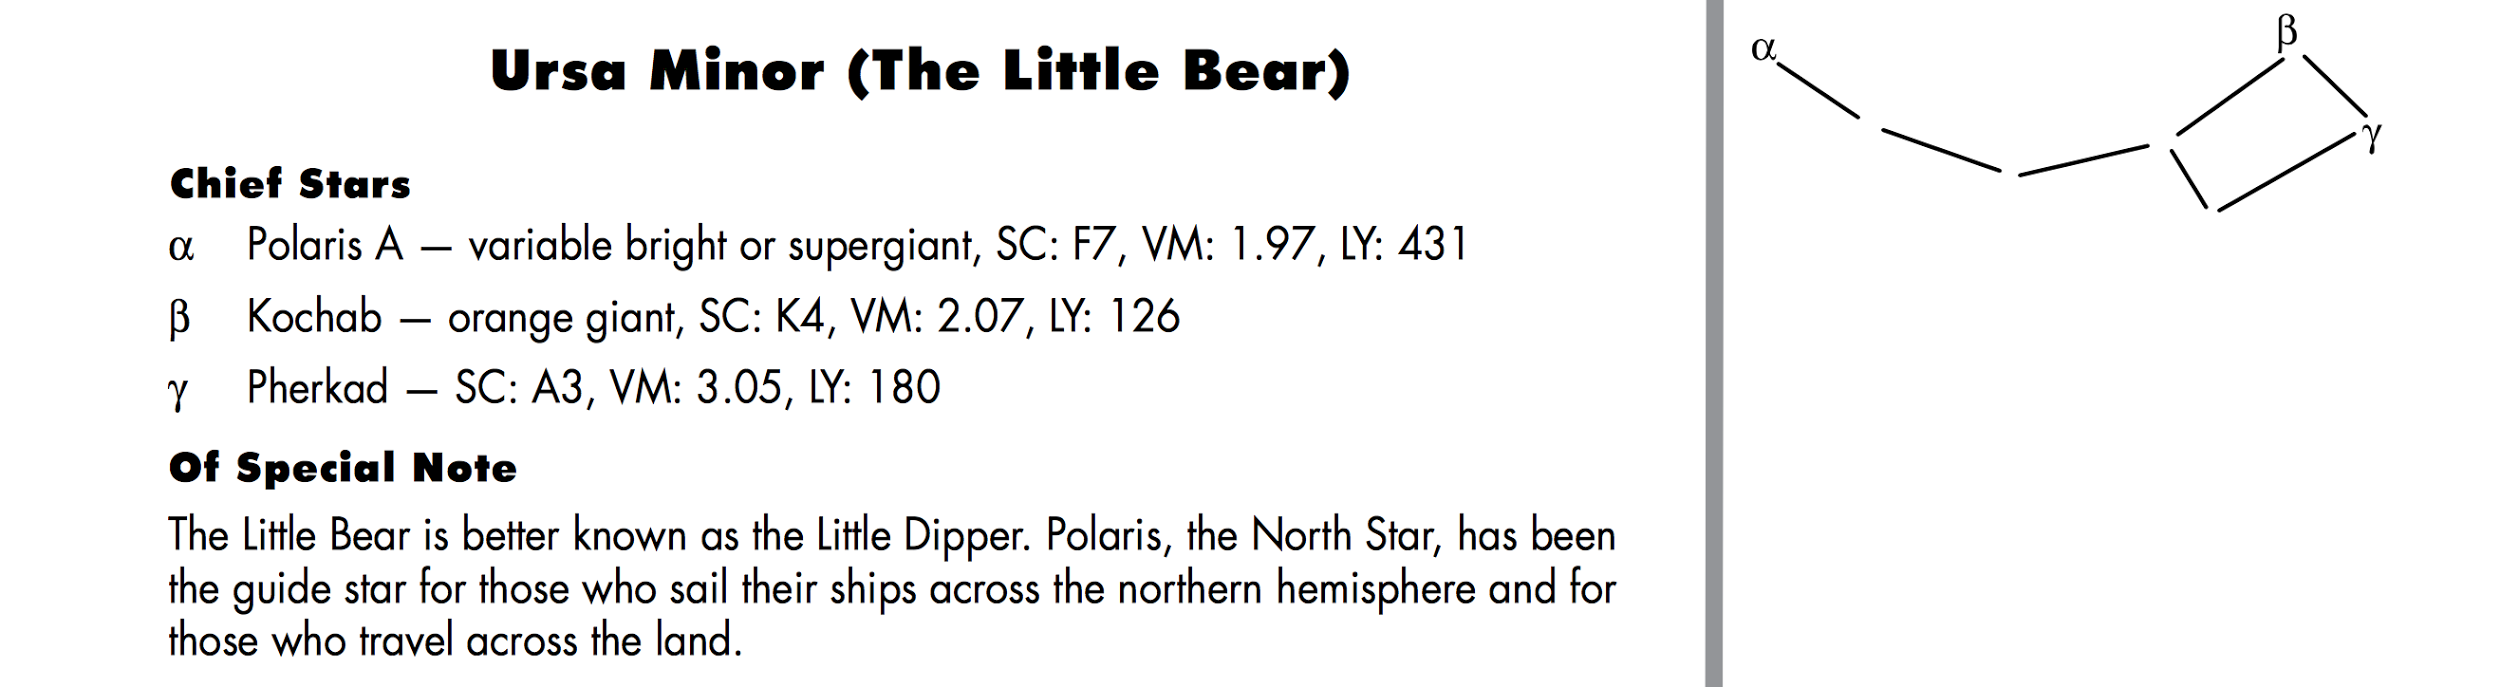 Ursa Minor (The Little Bear)
Chief Stars
α Polaris A — variable bright or supergiant, SC: F7, VM: 1.97, LY: 431
β Kochab — orange giant, SC: K4, VM: 2.07, LY: 126
γ Pherkad — SC: A3, VM: 3.05, LY: 180
Of Special Note
The Little Bear is better known as the Little Dipper. Polaris, the North Star, has been
the guide star for those who sail their ships across the northern hemisphere and for
those who travel across the land.
α
β
γ